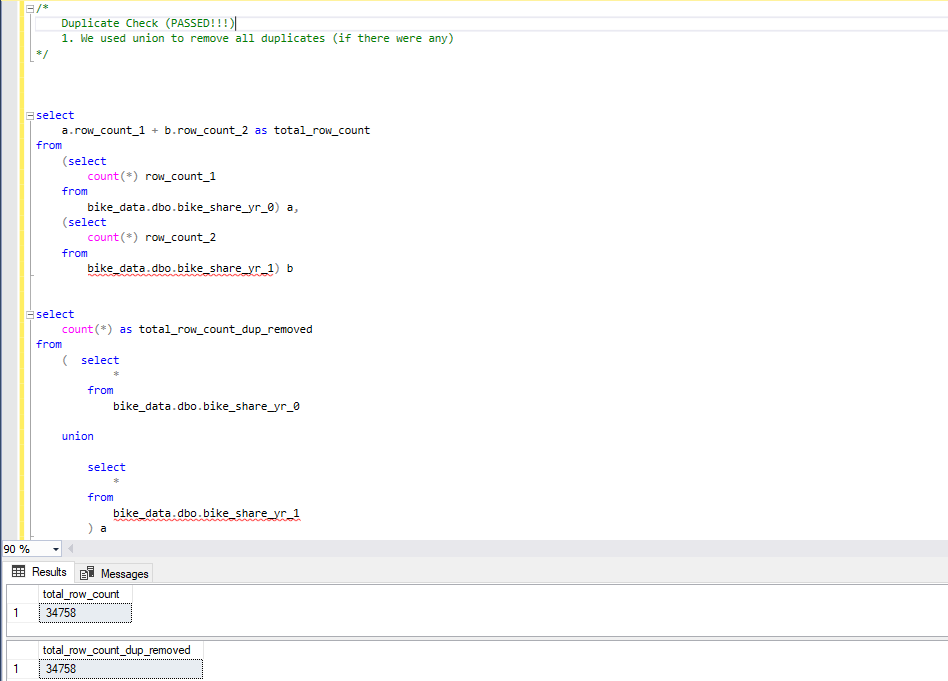 /*
Duplicate Check (PASSED!!!)
1. We used union to remove all duplicates (if there were any)
*/
select
a.row_count_1 + b.row_count_2 as total_row_count
from
(select
count(*) row_count_1
from
bike_data.dbo.bike_share_yr_0) a,
(select
count(*) row_count_2
from
bike_data.dbo.bike_share_yr_1) b
select
count(*) as total_row_count_dup_removed
from
( select
*
from
bike_data.dbo.bike_share_yr_0
union
select
*
from
bike_data.dbo.bike_share_yr_1
) a
90 %
Results Messages
total_row_count
1 34758
total_row_count_dup_removed
1 34758